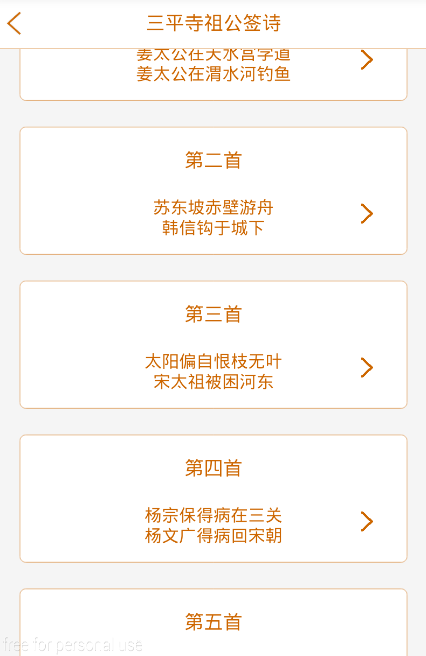 三平寺祖公签诗
姜太公在天水宫学道
姜太公在渭水河钓鱼
第二首
苏东坡赤壁游舟
韩信钩于城下
第三首
太阳偏自恨枝无叶
宋太祖被困河东
第四首
杨宗保得病在三关
杨文广得病回宋朝
第五首
free for personal use